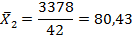 X̄₂ = 3378/42 = 80,43